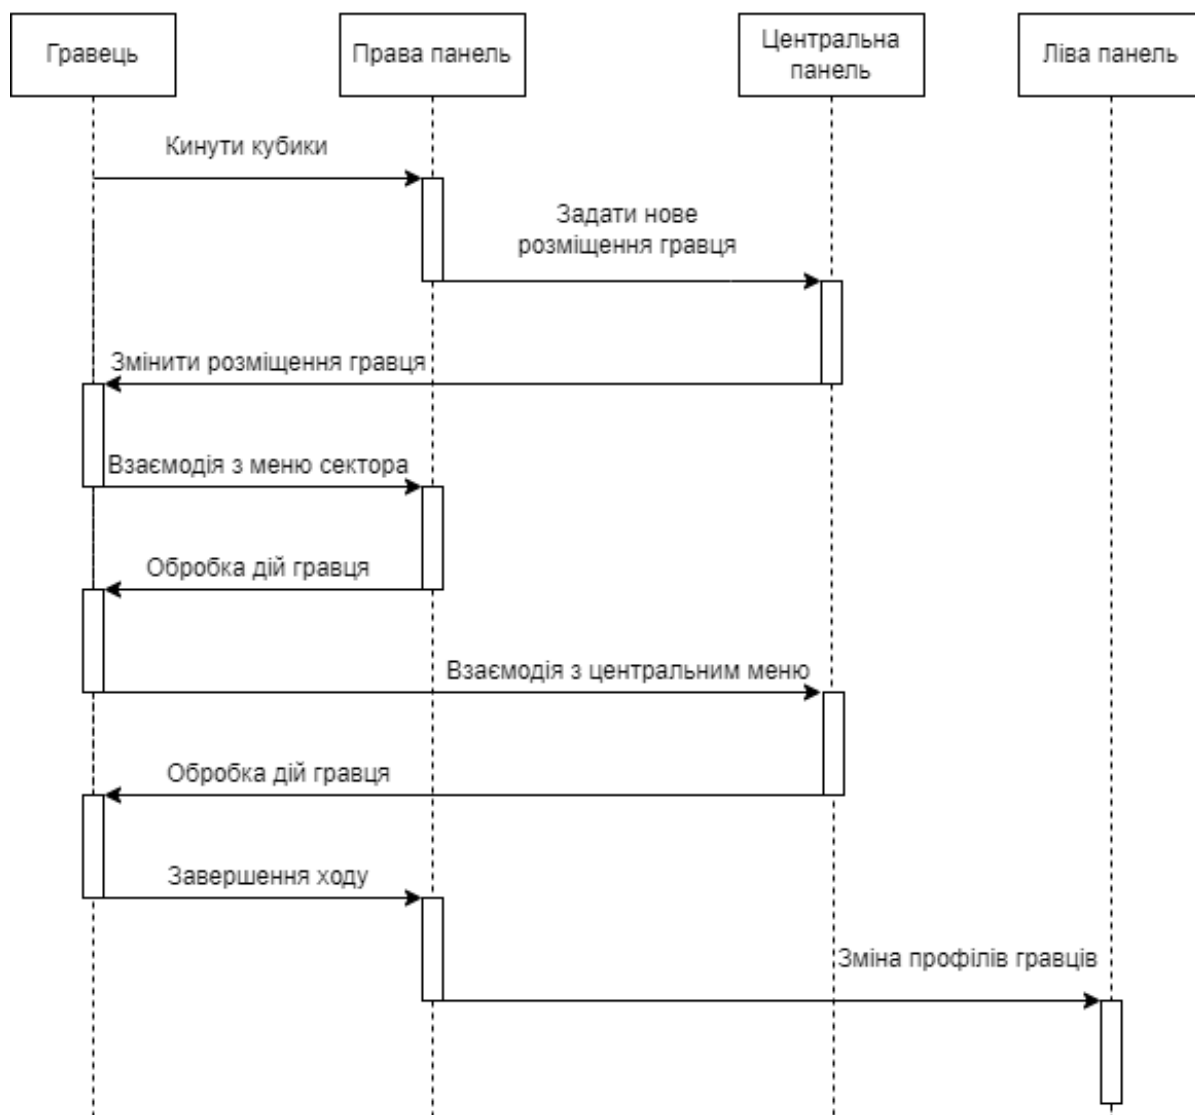 Гравець
Права панель
Центральна
панель
Ліва панель
Кинути кубики
Задати нове
розміщення гравця
Змінити розміщення гравця
Взаємодія з меню сектора
Обробка дій гравця
Взаємодія з центральним меню
Обробка дій гравця
Завершення ходу
Зміна профілів гравців